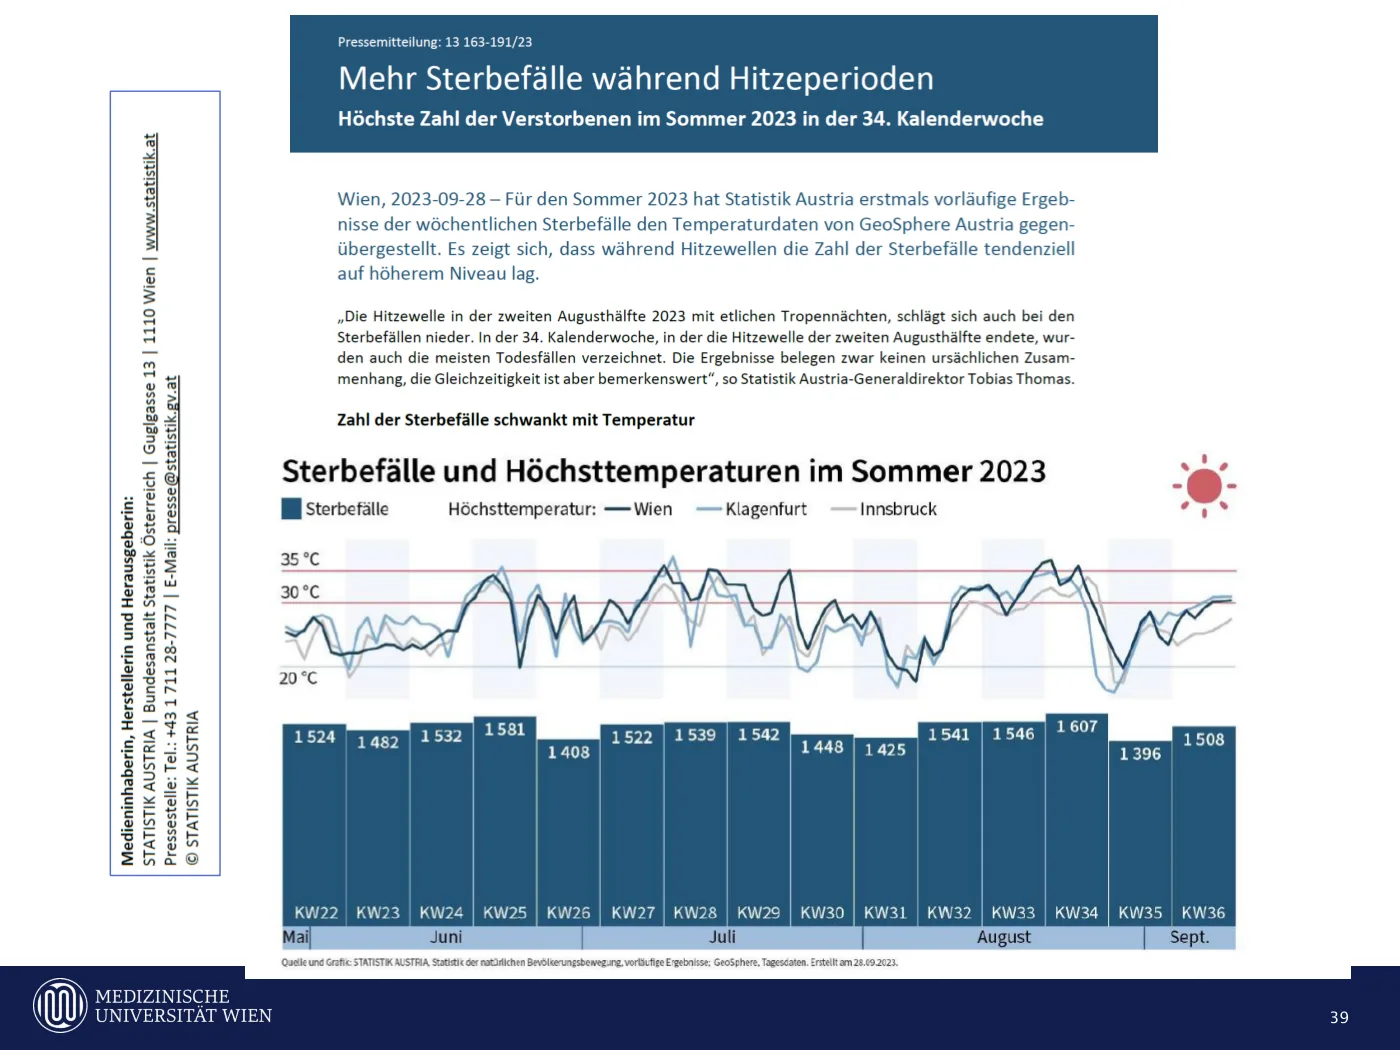 Pressemitteilung: 13 163-191/23
Mehr Sterbefälle während Hitzeperioden
Höchste Zahl der Verstorbenen im Sommer 2023 in der 34. Kalenderwoche
Medieninhaberin, Herstellerin und Herausgeberin:
STATISTIK AUSTRIA | Bundesanstalt Statistik Österreich | Guglgasse 13 | 1110 Wien | www.statistik.at
Pressestelle: Tel.: +43 1 711 28-7777 | E-Mail: presse@statistik.gv.at
© STATISTIK AUSTRIA
Wien, 2023-09-28 – Für den Sommer 2023 hat Statistik Austria erstmals vorläufige Ergeb-
nisse der wöchentlichen Sterbefälle den Temperaturdaten von GeoSphere Austria gegen-
übergestellt. Es zeigt sich, dass während Hitzewellen die Zahl der Sterbefälle tendenziell
auf höherem Niveau lag.
„Die Hitzewelle in der zweiten Augusthälfte 2023 mit etlichen Tropennächten, schlägt sich auch bei den
Sterbefällen nieder. In der 34. Kalenderwoche, in der die Hitzewelle der zweiten Augusthälfte endete, wur-
den auch die meisten Todesfällen verzeichnet. Die Ergebnisse belegen zwar keinen ursächlichen Zusam-
menhang, die Gleichzeitigkeit ist aber bemerkenswert“, so Statistik Austria-Generaldirektor Tobias Thomas.
Zahl der Sterbefälle schwankt mit Temperatur
Sterbefälle und Höchsttemperaturen im Sommer 2023
Sterbefälle Höchsttemperatur: Wien Klagenfurt Innsbruck
35 °C
30 °C
20 °C
1 524 1 482 1 532 1 581 1 408 1 522 1 539 1 542 1 448 1 425 1 541 1 546 1 607 1 396 1 508
KW22 KW23 KW24 KW25 KW26 KW27 KW28 KW29 KW30 KW31 KW32 KW33 KW34 KW35 KW36
Mai Juni Juli August Sept.
Quelle und Grafik: STATISTIK AUSTRIA, Statistik der natürlichen Bevölkerungsbewegung, vorläufige Ergebnisse; GeoSphere, Tagesdaten. Erstellt am 28.09.2023.
MEDIZINISCHE
UNIVERSITÄT WIEN
39